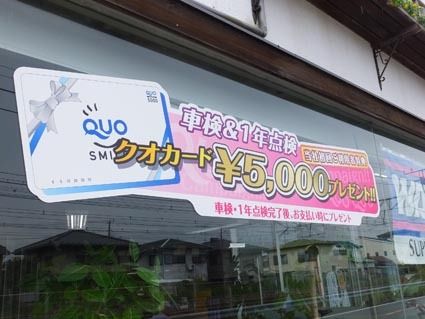 QUO
SMI
車検&1年点検
クオカード¥5,000プレゼント!!
車検・1年点検完了後、お支払い時にプレゼント